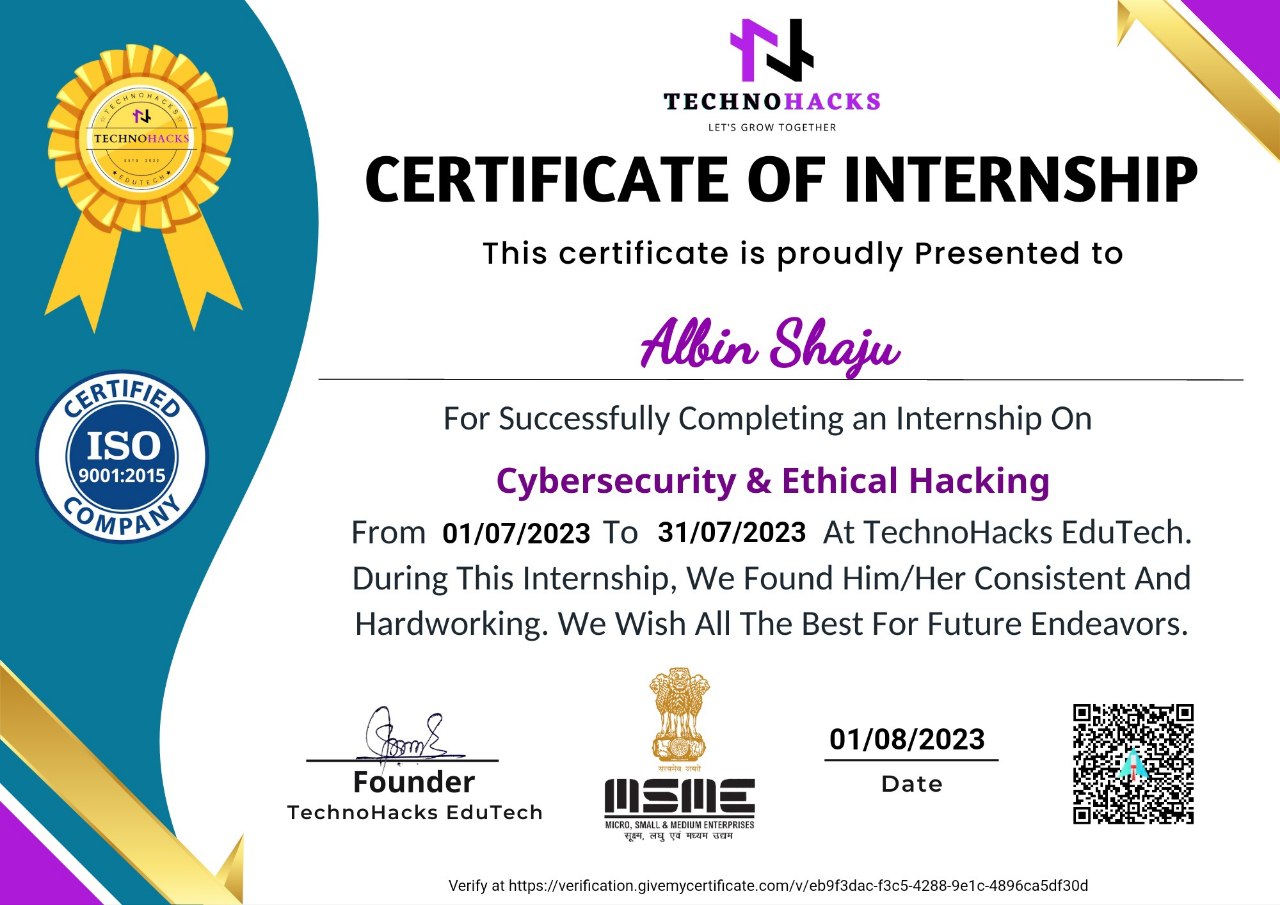 TECHNOHACKS
LET'S GROW TOGETHER
CERTIFICATE OF INTERNSHIP
This certificate is proudly Presented to
Albin Shaju
For Successfully Completing an Internship On
Cybersecurity & Ethical Hacking
From 01/07/2023 To 31/07/2023 At TechnoHacks EduTech.
During This Internship, We Found Him/Her Consistent And
Hardworking. We Wish All The Best For Future Endeavors.
TECHNOHACKS
TECHNOHACKS
ESTD 2022
EDUTECH
CERTIFIED
ISO
9001:2015
COMPANY
Founder
TechnoHacks EduTech
सत्यमेव जयते
MSME
MICRO, SMALL & MEDIUM ENTERPRISES
सूक्ष्म, लघु एवं मध्यम उद्यम
01/08/2023
Date
Verify at https://verification.givemycertificate.com/v/eb9f3dac-f3c5-4288-9e1c-4896ca5df30d